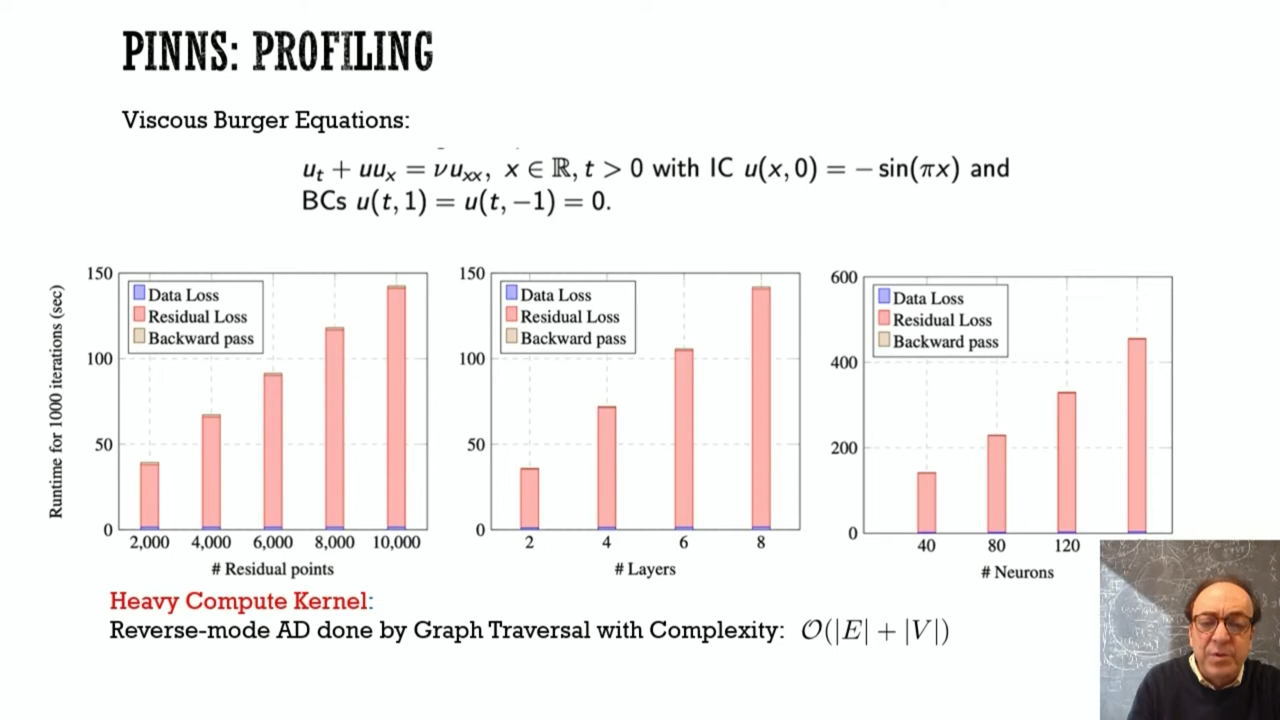 PINNS: PROFILING
Viscous Burger Equations:
u_t + uu_x = νu_xx, x ∈ ℝ, t > 0 with IC u(x, 0) = − sin(πx) and
BCs u(t, 1) = u(t, −1) = 0.
Runtime for 1000 iterations (sec)
150
100
50
0
Data Loss
Residual Loss
Backward pass
2,000 4,000 6,000 8,000 10,000
# Residual points
150
100
50
0
Data Loss
Residual Loss
Backward pass
2 4 6 8
# Layers
600
400
200
0
Data Loss
Residual Loss
Backward pass
40 80 120
# Neurons
Heavy Compute Kernel:
Reverse-mode AD done by Graph Traversal with Complexity: O(|E| + |V|)